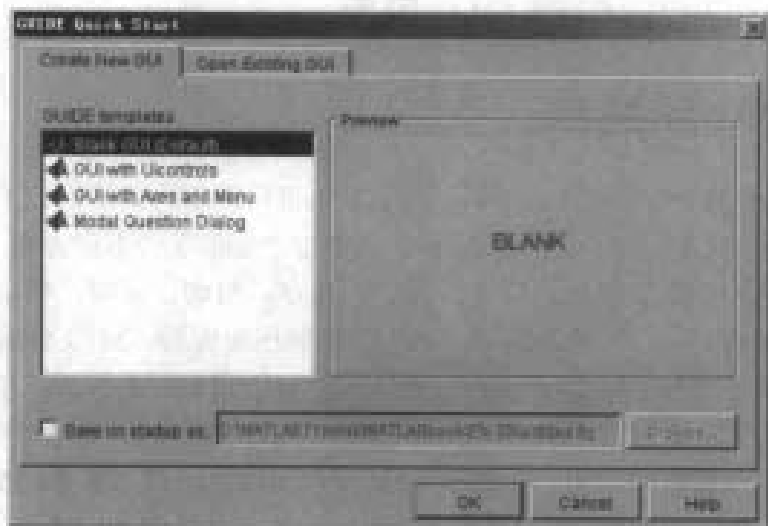 GUIDE Quick Start
Create New GUI
Open Existing GUI
GUIDE templates
Blank GUI (Default)
GUI with Uicontrols
GUI with Axes and Menu
Modal Question Dialog
Preview
BLANK
Save on startup as:
OK
Cancel
Help